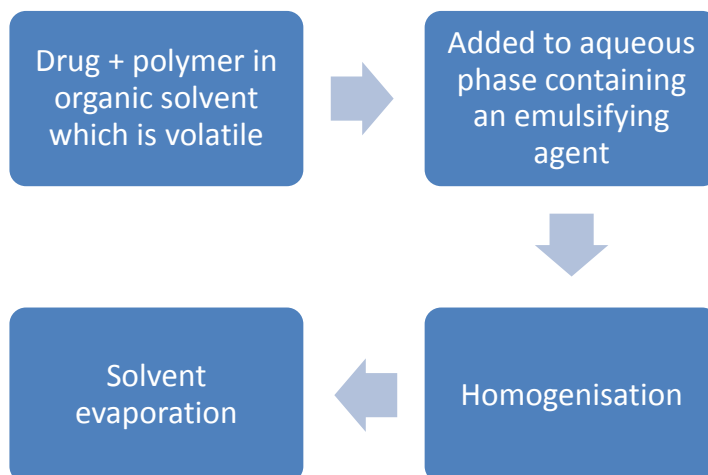 Drug + polymer in
organic solvent
which is volatile
Added to aqueous
phase containing
an emulsifying
agent
Homogenisation
Solvent
evaporation